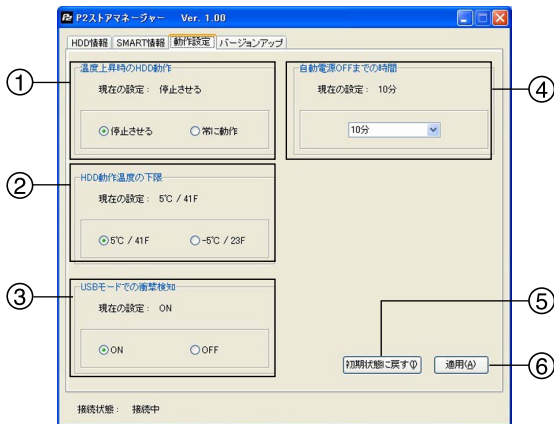 P2ストアマネージャー Ver. 1.00
HDD情報 SMART情報 動作設定 バージョンアップ
① 温度上昇時のHDD動作
現在の設定： 停止させる
停止させる 常に動作
② HDD動作温度の下限
現在の設定： 5℃ / 41F
5℃ / 41F -5℃ / 23F
③ USBモードでの衝撃検知
現在の設定： ON
ON OFF
自動電源OFFまでの時間 ④
現在の設定： 10分
10分
⑤
初期状態に戻す(I) 適用(A) ⑥
接続状態： 接続中